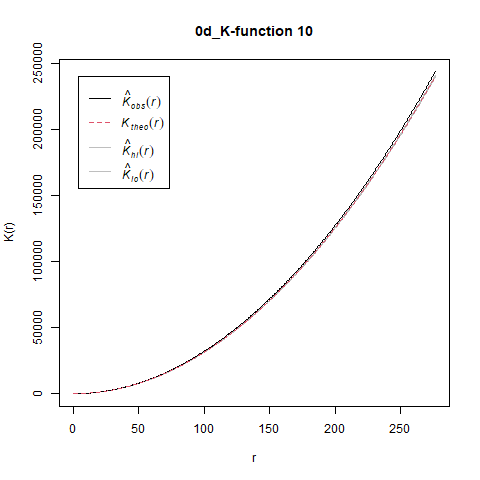 0d_K-function 10
K̂obs(r)
Ktheo(r)
K̂hi(r)
K̂lo(r)
K(r)
250000
200000
150000
100000
50000
0
0 50 100 150 200 250
r